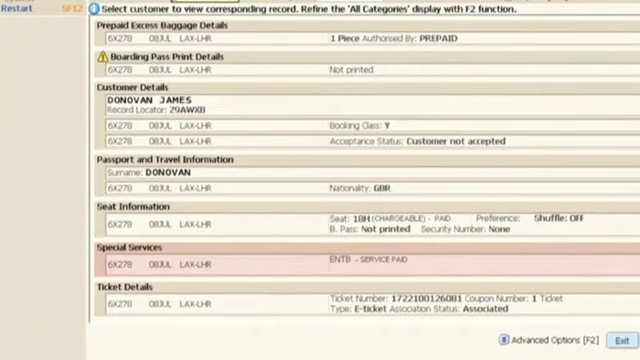 Restart SF12
Select customer to view corresponding record. Refine the 'All Categories' display with F2 function.
Prepaid Excess Baggage Details
6X278 08JUL LAX-LHR 1 Piece Authorised By: PREPAID
Boarding Pass Print Details
6X278 08JUL LAX-LHR Not printed
Customer Details
DONOVAN JAMES
Record Locator: Z9AWXB
6X278 08JUL LAX-LHR Booking Class: Y
6X278 08JUL LAX-LHR Acceptance Status: Customer not accepted
Passport and Travel Information
Surname: DONOVAN
6X278 08JUL LAX-LHR Nationality: GBR
Seat Information
6X278 08JUL LAX-LHR Seat: 18H (CHARGEABLE) - PAID Preference: Shuffle: OFF
B. Pass: Not printed Security Number: None
Special Services
6X278 08JUL LAX-LHR ENTB - SERVICE PAID
Ticket Details
6X278 08JUL LAX-LHR Ticket Number: 1722100126081 Coupon Number: 1 Ticket
Type: E-ticket Association Status: Associated
Advanced Options [F2] Exit